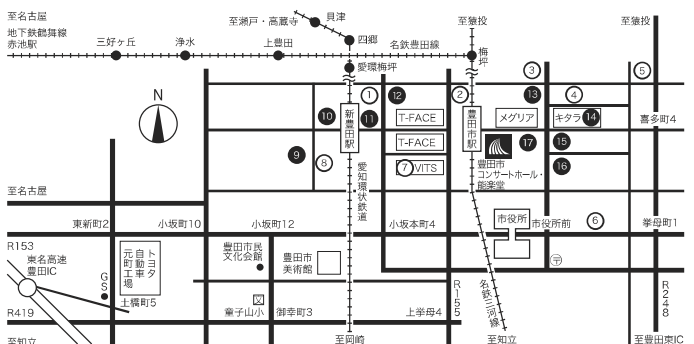 至名古屋
地下鉄舞鶴線
赤池駅
三好ヶ丘
浄水
上豊田
名鉄豊田線
至瀬戸・高蔵寺
貝津
四郷
愛環梅坪
至猿投
梅坪
至猿投
N
1
2
3
4
5
6
7
8
9
10
11
12
13
14
15
16
17
新豊田駅
T-FACE
T-FACE
VITS
豊田市駅
メグリア
キタラ
喜多町4
豊田市
コンサートホール・
能楽堂
愛知環状鉄道
至名古屋
東新町2
小坂町10
小坂町12
小坂本町4
市役所
市役所前
挙母町1
R153
東名高速
豊田IC
トヨタ
自動車
元町工場
GS
土橋町5
豊田市民
文化会館
豊田市
美術館
童子山小
文
御幸町3
上挙母4
R155
名鉄三河線
〒
R248
R419
至知立
至岡崎
至知立
至豊田東IC